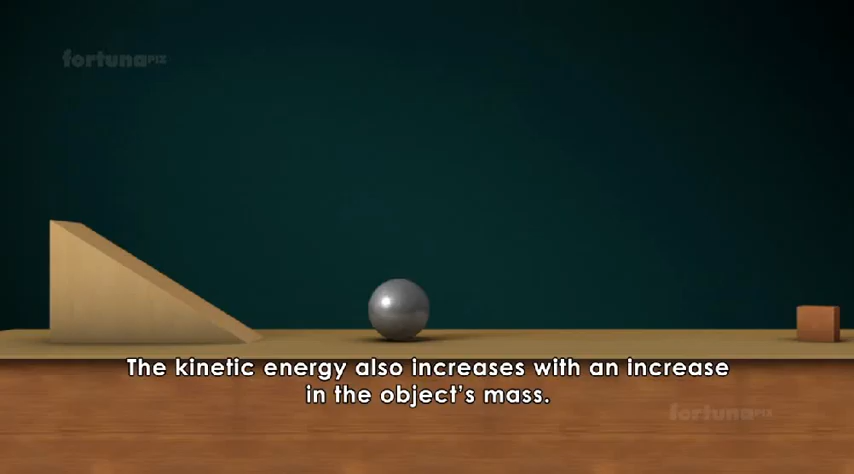 fortunaPIX
The kinetic energy also increases with an increase
in the object's mass.
fortunaPIX